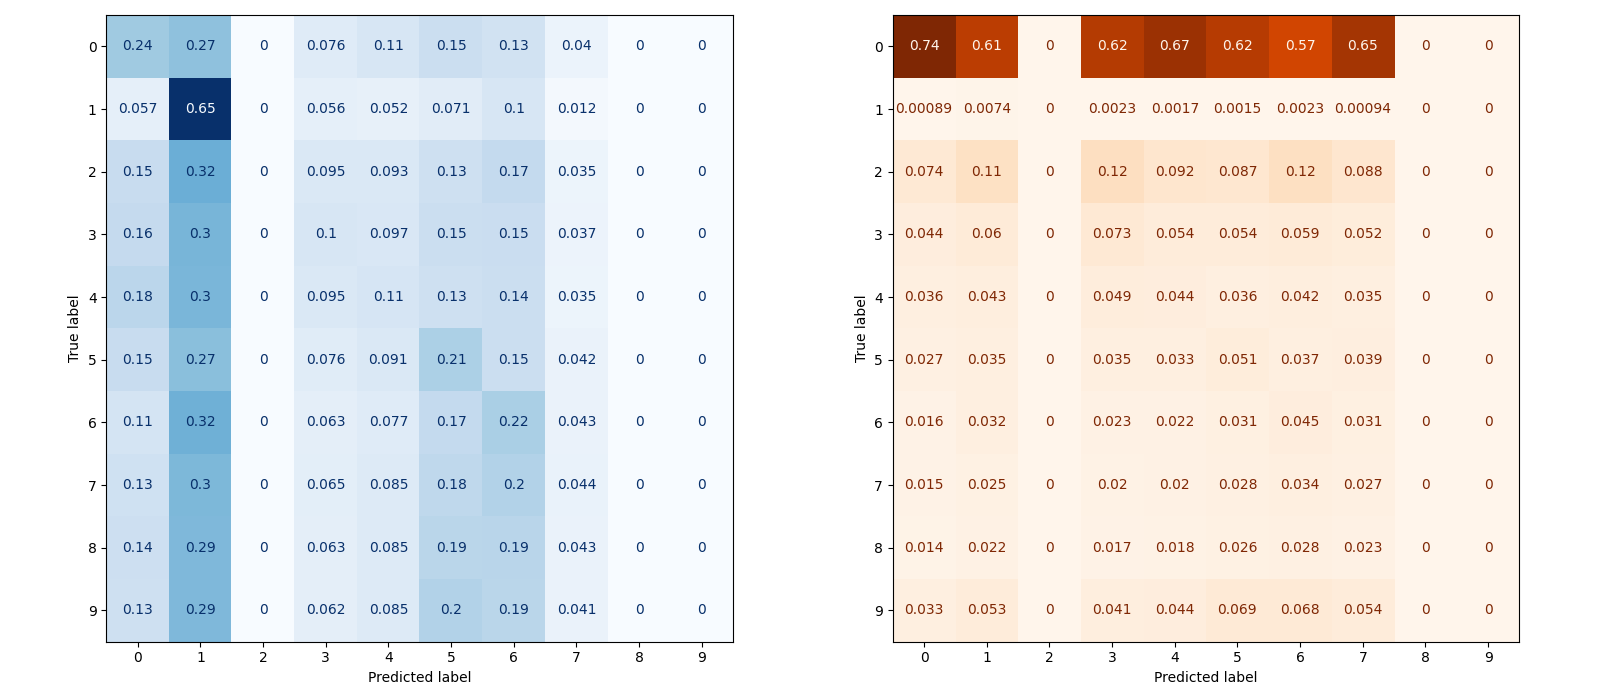 0 0.24 0.27 0 0.076 0.11 0.15 0.13 0.04 0 0
1 0.057 0.65 0 0.056 0.052 0.071 0.1 0.012 0 0
2 0.15 0.32 0 0.095 0.093 0.13 0.17 0.035 0 0
3 0.16 0.3 0 0.1 0.097 0.15 0.15 0.037 0 0
4 0.18 0.3 0 0.095 0.11 0.13 0.14 0.035 0 0
5 0.15 0.27 0 0.076 0.091 0.21 0.15 0.042 0 0
6 0.11 0.32 0 0.063 0.077 0.17 0.22 0.043 0 0
7 0.13 0.3 0 0.065 0.085 0.18 0.2 0.044 0 0
8 0.14 0.29 0 0.063 0.085 0.19 0.19 0.043 0 0
9 0.13 0.29 0 0.062 0.085 0.2 0.19 0.041 0 0
0 1 2 3 4 5 6 7 8 9
Predicted label
True label
0 0.74 0.61 0 0.62 0.67 0.62 0.57 0.65 0 0
1 0.00089 0.0074 0 0.0023 0.0017 0.0015 0.0023 0.00094 0 0
2 0.074 0.11 0 0.12 0.092 0.087 0.12 0.088 0 0
3 0.044 0.06 0 0.073 0.054 0.054 0.059 0.052 0 0
4 0.036 0.043 0 0.049 0.044 0.036 0.042 0.035 0 0
5 0.027 0.035 0 0.035 0.033 0.051 0.037 0.039 0 0
6 0.016 0.032 0 0.023 0.022 0.031 0.045 0.031 0 0
7 0.015 0.025 0 0.02 0.02 0.028 0.034 0.027 0 0
8 0.014 0.022 0 0.017 0.018 0.026 0.028 0.023 0 0
9 0.033 0.053 0 0.041 0.044 0.069 0.068 0.054 0 0
0 1 2 3 4 5 6 7 8 9
Predicted label
True label